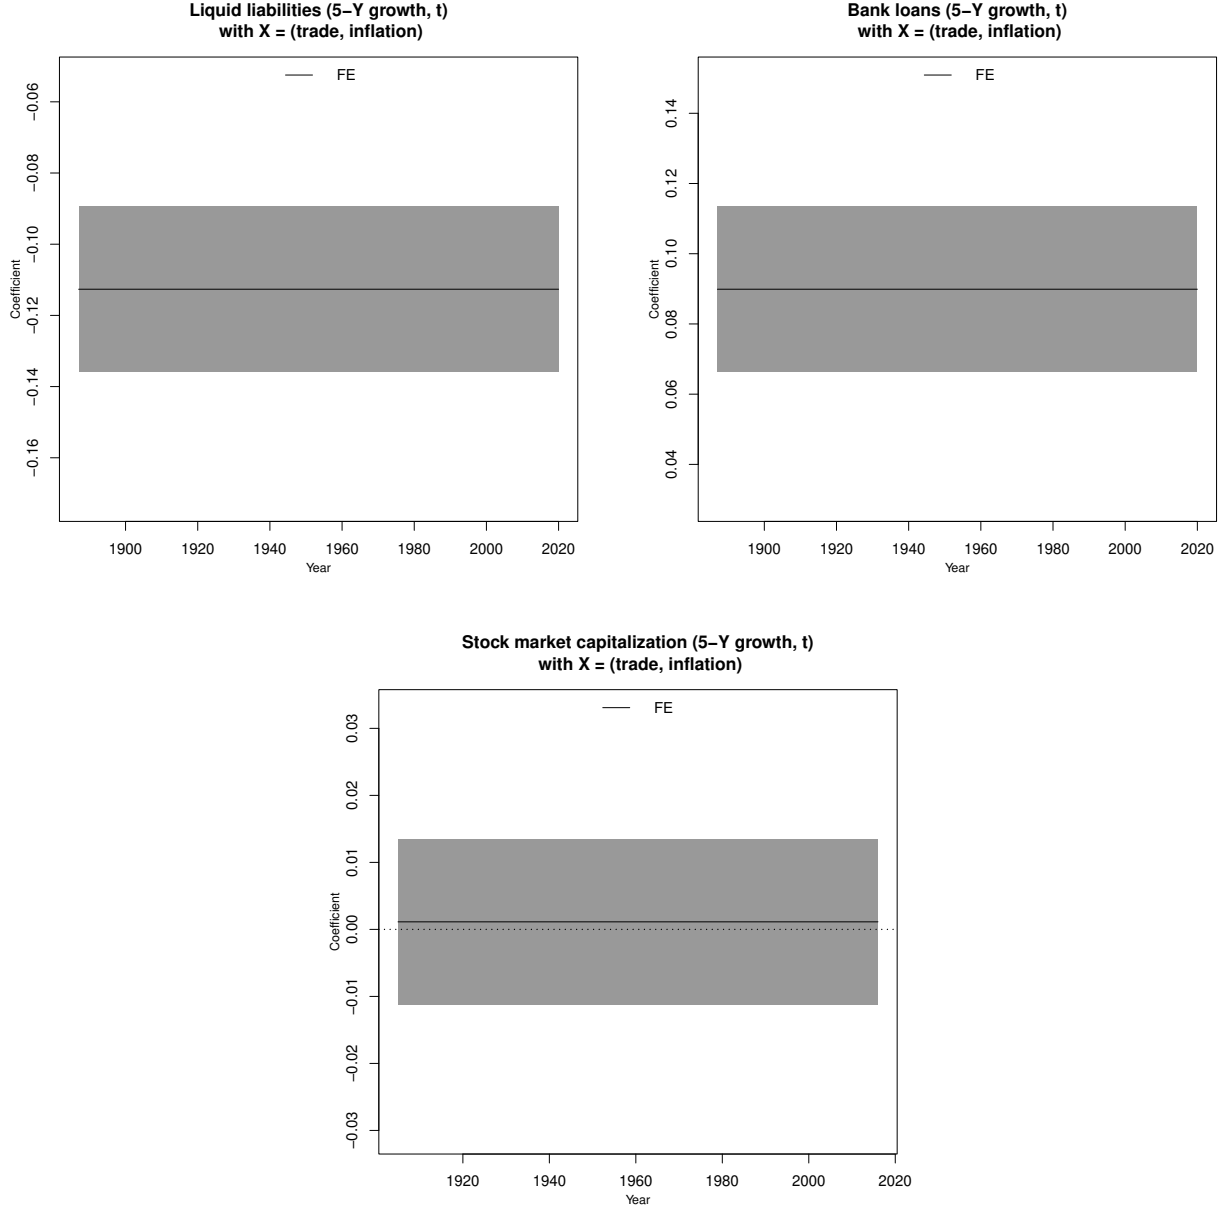 Liquid liabilities (5−Y growth, t)
with X = (trade, inflation)
FE
−0.06
−0.08
−0.10
−0.12
−0.14
−0.16
Coefficient
1900 1920 1940 1960 1980 2000 2020
Year
Bank loans (5−Y growth, t)
with X = (trade, inflation)
FE
0.14
0.12
0.10
0.08
0.06
0.04
Coefficient
1900 1920 1940 1960 1980 2000 2020
Year
Stock market capitalization (5−Y growth, t)
with X = (trade, inflation)
FE
0.03
0.02
0.01
0.00
−0.01
−0.02
−0.03
Coefficient
1920 1940 1960 1980 2000 2020
Year